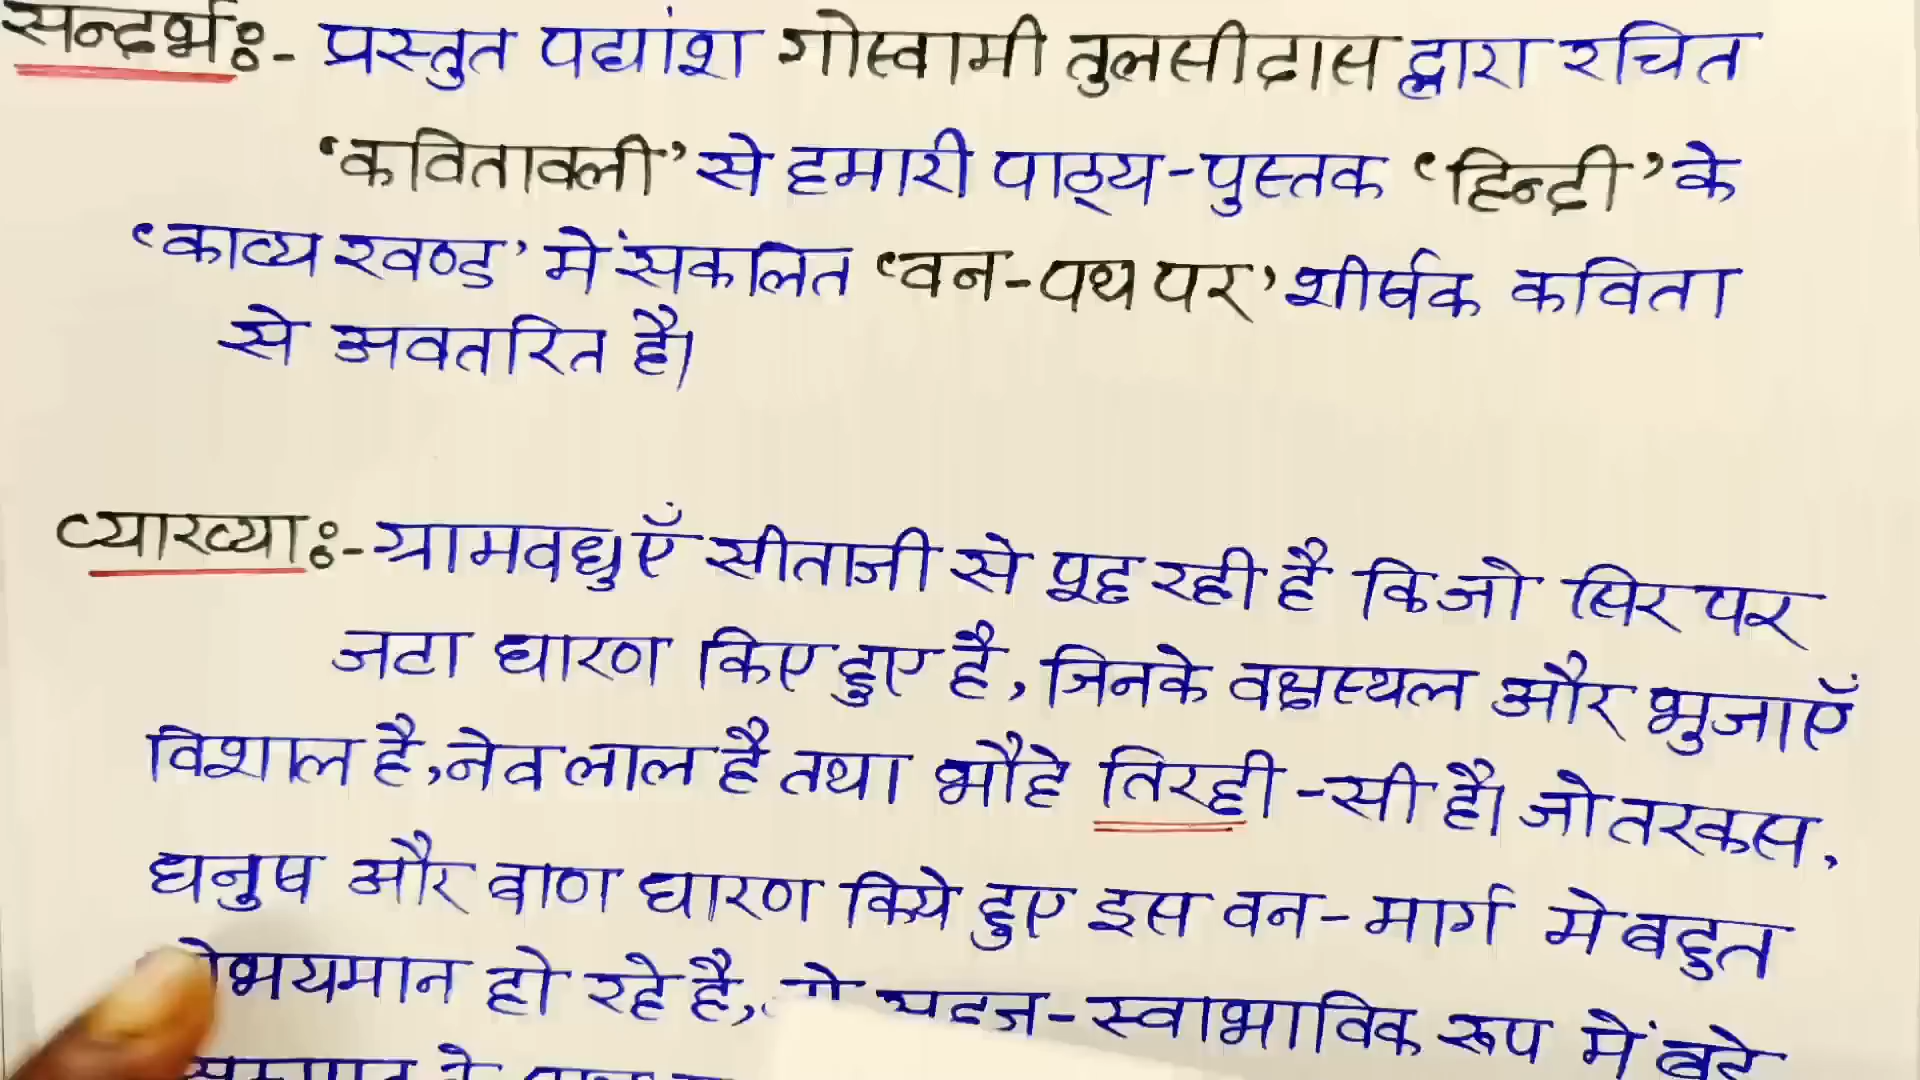 सन्दर्भः- प्रस्तुत पद्यांश गोस्वामी तुलसीदास द्वारा रचित
‘कवितावली’ से हमारी पाठ्य-पुस्तक ‘हिन्दी’ के
‘काव्य खण्ड’ में संकलित ‘वन-पथ पर’ शीर्षक कविता
से अवतरित है।
व्याख्याः- ग्रामवधुएँ सीताजी से पूछ रही है कि जो सिर पर
जटा धारण किए हुए है, जिनके वक्षस्थल और भुजाएँ
विशाल है, नेत्र लाल है तथा भौहे तिरछी -सी है। जो तरकस,
धनुष और बाण धारण किये हुए इस वन-मार्ग मे बहुत
हो रहे है, -स्वाभाविक रूप में बड़े